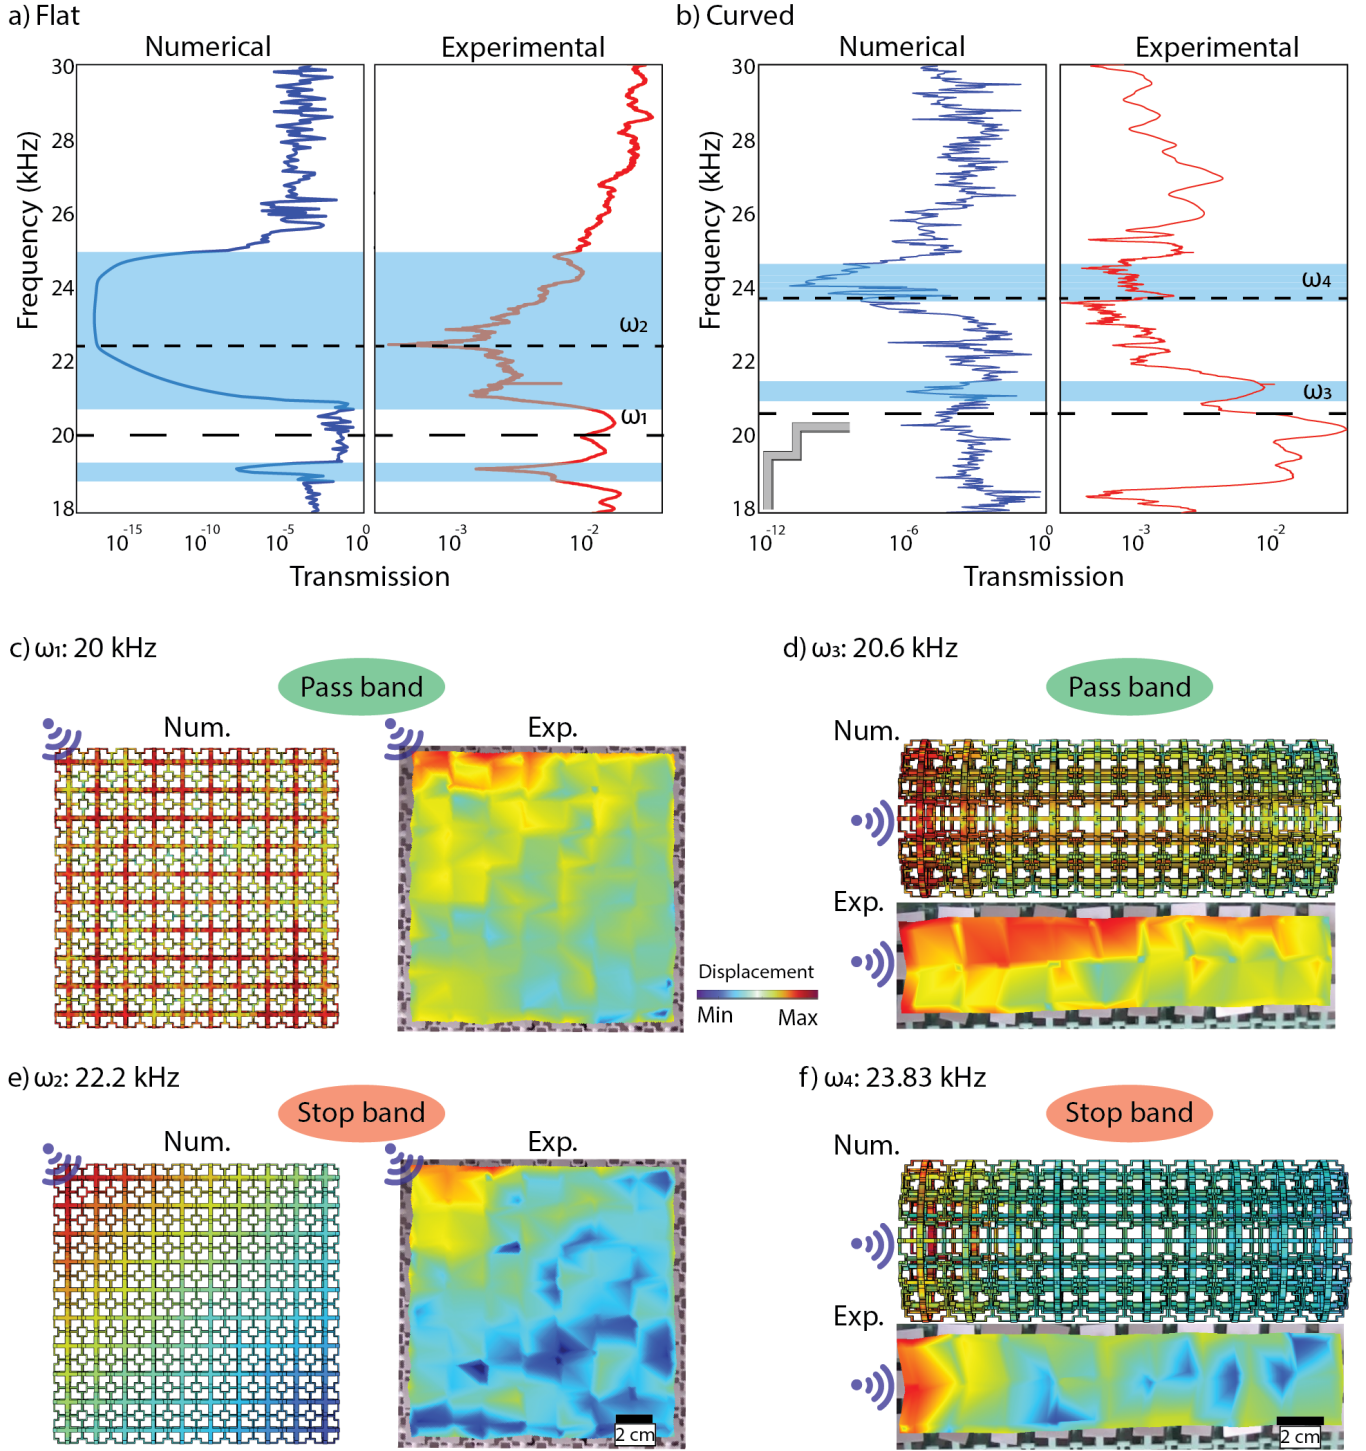 a) Flat
b) Curved
Numerical
Experimental
Numerical
Experimental
Frequency (kHz)
30
28
26
24
22
20
18
ω2
ω1
10^-15
10^-10
10^-5
10^0
10^-3
10^-2
Transmission
Frequency (kHz)
30
28
26
24
22
20
18
ω4
ω3
10^-12
10^-6
10^0
10^-3
10^-2
Transmission
c) ω1: 20 kHz
Pass band
Num.
Exp.
d) ω3: 20.6 kHz
Pass band
Num.
Exp.
Displacement
Min
Max
e) ω2: 22.2 kHz
Stop band
Num.
Exp.
2 cm
f) ω4: 23.83 kHz
Stop band
Num.
Exp.
2 cm